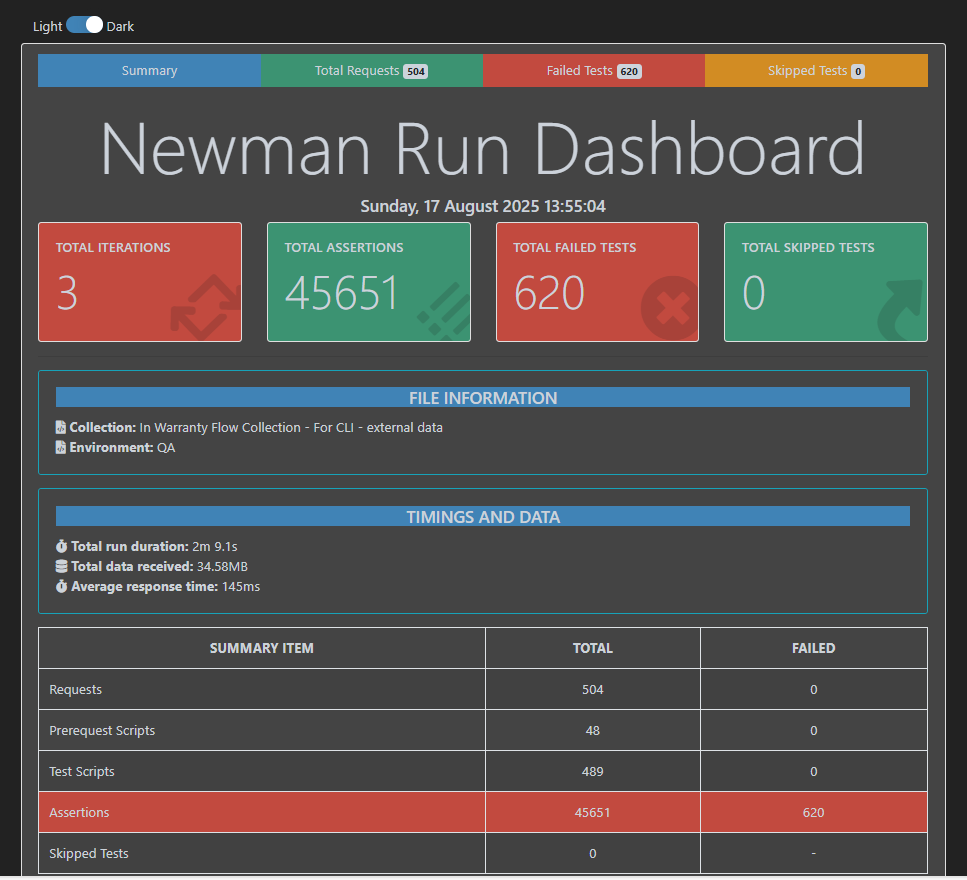 Light Dark
Summary Total Requests 504 Failed Tests 620 Skipped Tests 0
Newman Run Dashboard
Sunday, 17 August 2025 13:55:04
TOTAL ITERATIONS TOTAL ASSERTIONS TOTAL FAILED TESTS TOTAL SKIPPED TESTS
3 45651 620 0
FILE INFORMATION
Collection: In Warranty Flow Collection - For CLI - external data
Environment: QA
TIMINGS AND DATA
Total run duration: 2m 9.1s
Total data received: 34.58MB
Average response time: 145ms
SUMMARY ITEM TOTAL FAILED
Requests 504 0
Prerequest Scripts 48 0
Test Scripts 489 0
Assertions 45651 620
Skipped Tests 0 -